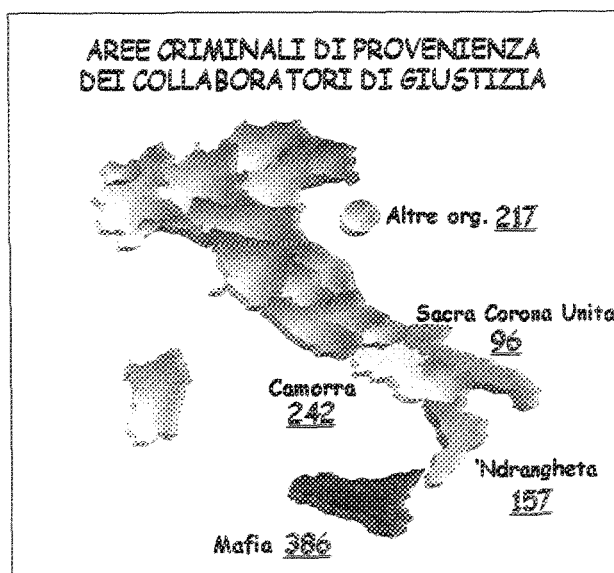 AREE CRIMINALI DI PROVENIENZA
DEI COLLABORATORI DI GIUSTIZIA
Altre org. 217
Sacra Corona Unita
96
Camorra
242
'Ndrangheta
157
Mafia 386